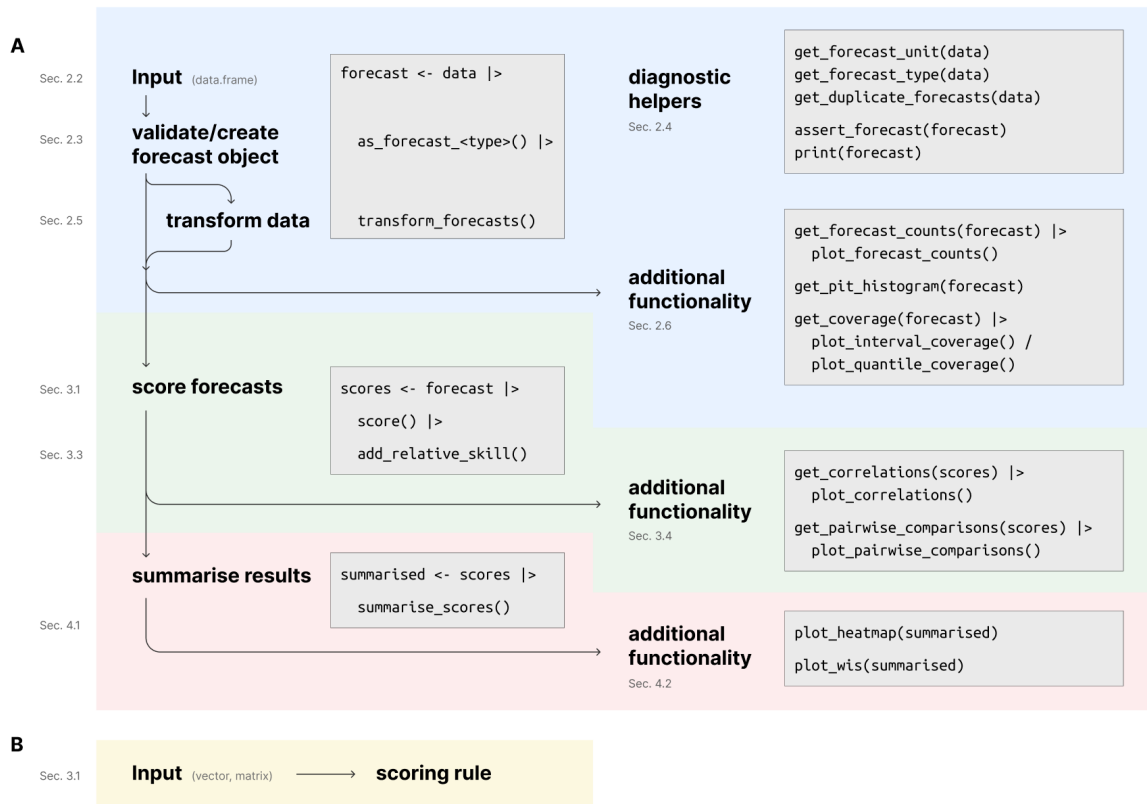 A
Sec. 2.2
Input (data.frame)
Sec. 2.3
validate/create
forecast object
Sec. 2.5
transform data
forecast <- data |>
as_forecast_<type>() |>
transform_forecasts()
diagnostic
helpers
Sec. 2.4
get_forecast_unit(data)
get_forecast_type(data)
get_duplicate_forecasts(data)
assert_forecast(forecast)
print(forecast)
additional
functionality
Sec. 2.6
get_forecast_counts(forecast) |>
plot_forecast_counts()
get_pit_histogram(forecast)
get_coverage(forecast) |>
plot_interval_coverage() /
plot_quantile_coverage()
Sec. 3.1
score forecasts
Sec. 3.3
scores <- forecast |>
score() |>
add_relative_skill()
additional
functionality
Sec. 3.4
get_correlations(scores) |>
plot_correlations()
get_pairwise_comparisons(scores) |>
plot_pairwise_comparisons()
summarise results
Sec. 4.1
summarised <- scores |>
summarise_scores()
additional
functionality
Sec. 4.2
plot_heatmap(summarised)
plot_wis(summarised)
B
Sec. 3.1
Input (vector, matrix)
scoring rule